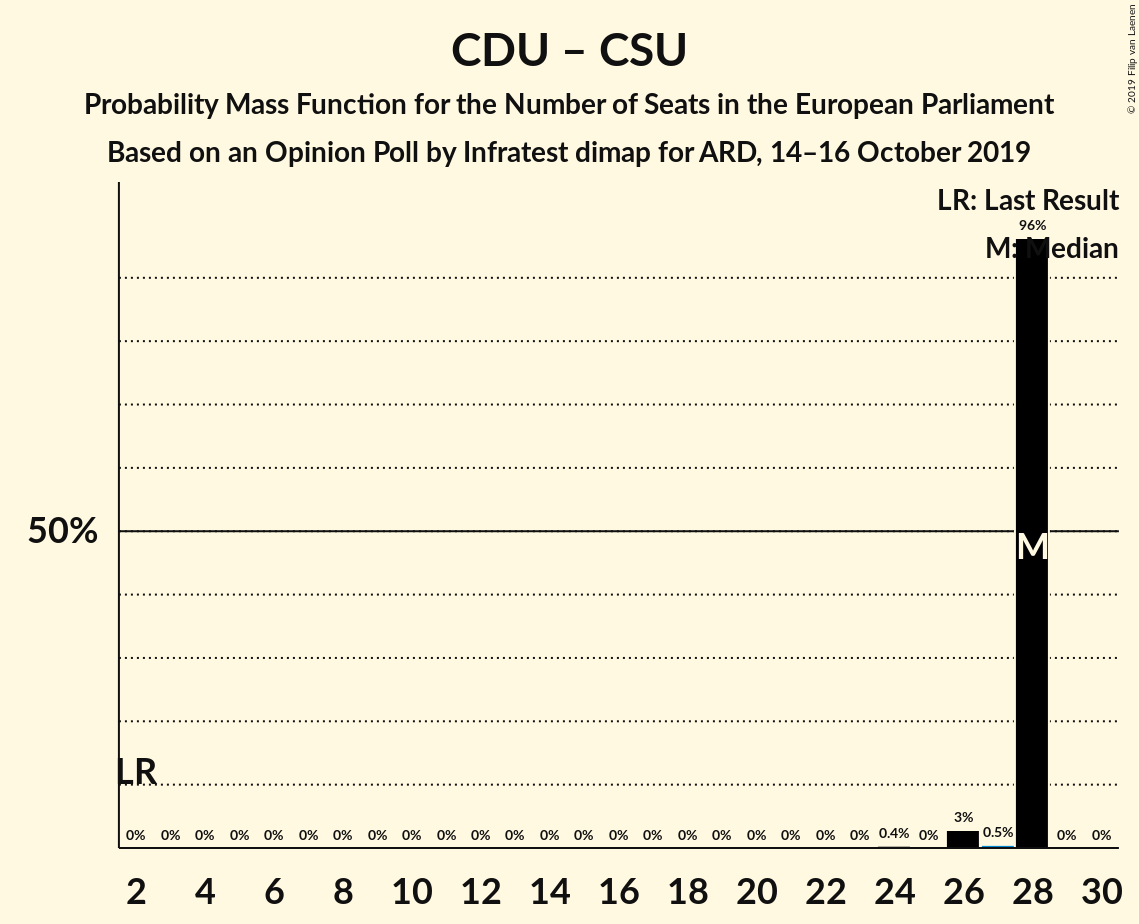 CDU – CSU
Probability Mass Function for the Number of Seats in the European Parliament
Based on an Opinion Poll by Infratest dimap for ARD, 14–16 October 2019
© 2019 Filip van Laenen
LR: Last Result
96%
M: Median
50%
M
LR
3%
0% 0% 0% 0% 0% 0% 0% 0% 0% 0% 0% 0% 0% 0% 0% 0% 0% 0% 0% 0% 0% 0% 0.4% 0% 0.5% 0% 0%
2 4 6 8 10 12 14 16 18 20 22 24 26 28 30